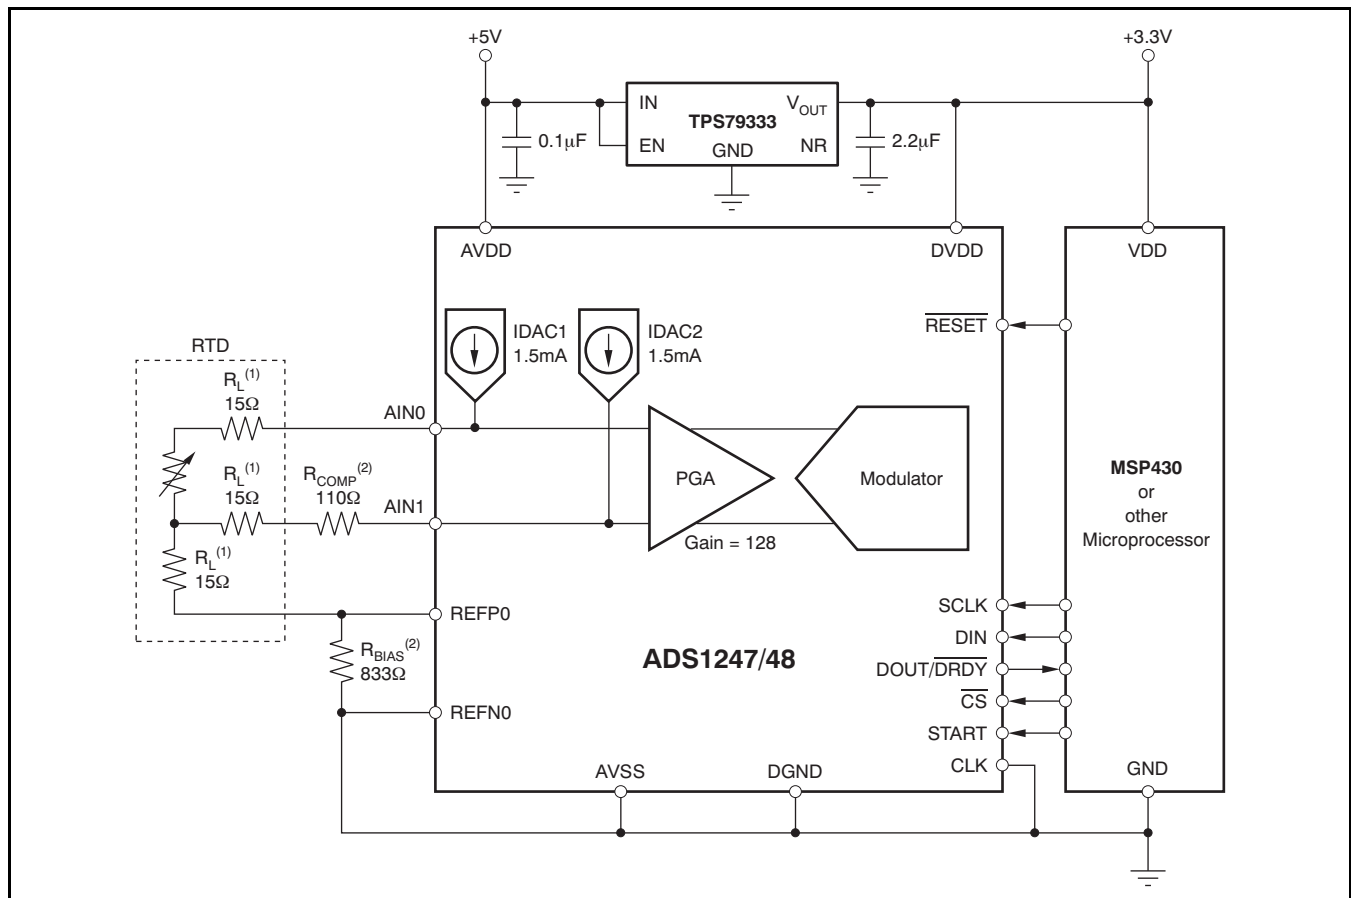 +5V
+3.3V
IN
VOUT
TPS79333
EN
GND
NR
0.1µF
2.2µF
AVDD
DVDD
VDD
RESET
IDAC1
1.5mA
IDAC2
1.5mA
RTD
RL(1)
15Ω
AIN0
RL(1)
15Ω
RCOMP(2)
110Ω
AIN1
PGA
Gain = 128
Modulator
MSP430
or
other
Microprocessor
RL(1)
15Ω
REFP0
RBIAS(2)
833Ω
REFN0
ADS1247/48
SCLK
DIN
DOUT/DRDY
CS
START
CLK
AVSS
DGND
GND